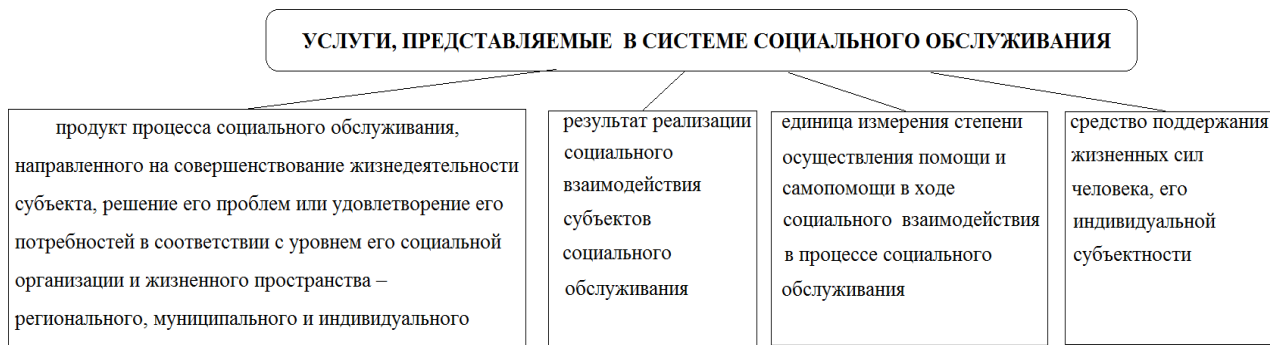 УСЛУГИ, ПРЕДСТАВЛЯЕМЫЕ В СИСТЕМЕ СОЦИАЛЬНОГО ОБСЛУЖИВАНИЯ
продукт процесса социального обслуживания,
направленного на совершенствование жизнедеятельности
субъекта, решение его проблем или удовлетворение его
потребностей в соответствии с уровнем его социальной
организации и жизненного пространства –
регионального, муниципального и индивидуального
результат реализации
социального
взаимодействия
субъектов
социального
обслуживания
единица измерения степени
осуществления помощи и
самопомощи в ходе
социального взаимодействия
в процессе социального
обслуживания
средство поддержания
жизненных сил
человека, его
индивидуальной
субъектности